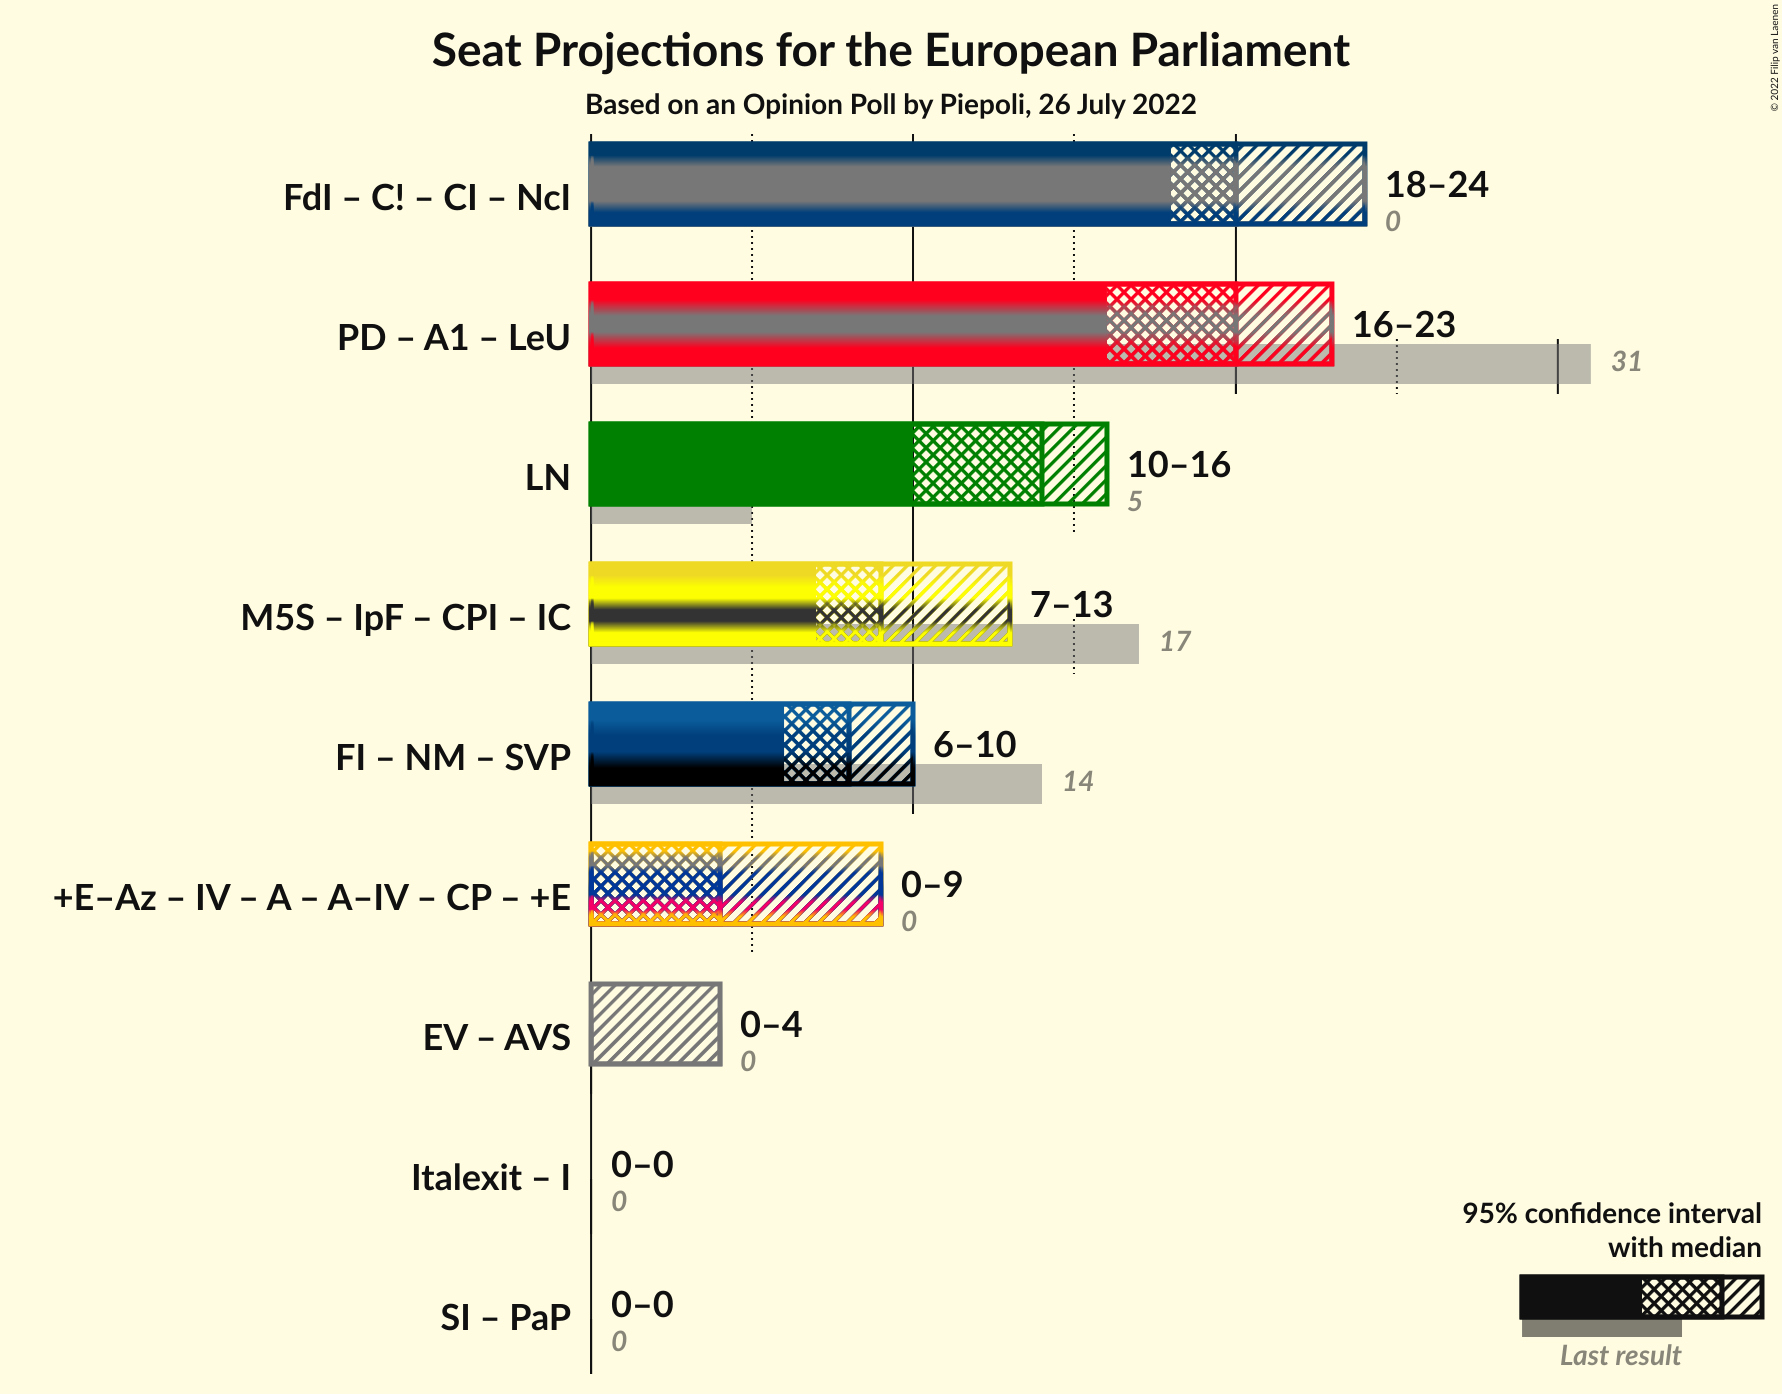 Seat Projections for the European Parliament
Based on an Opinion Poll by Piepoli, 26 July 2022
© 2022 Filip van Laenen
FdI – C! – CI – NcI
18–24
0
PD – A1 – LeU
16–23
31
LN
10–16
5
M5S – IpF – CPI – IC
7–13
17
FI – NM – SVP
6–10
14
+E–Az – IV – A – A–IV – CP – +E
0–9
0
EV – AVS
0–4
0
Italexit – I
0–0
0
SI – PaP
0–0
0
95% confidence interval
with median
Last result